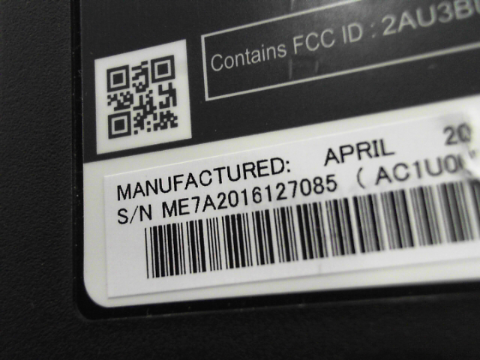 Contains FCC ID : 2AU3B
MANUFACTURED: APRIL 20
S/N ME7A2016127085 ( AC1U0